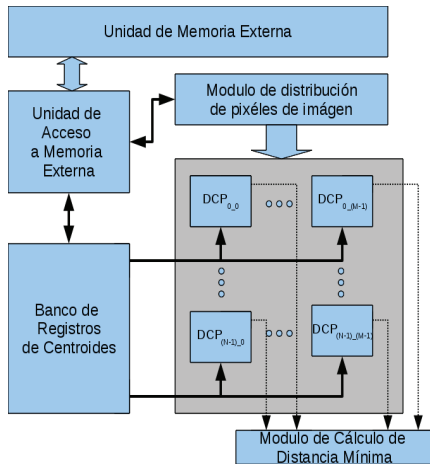 Unidad de Memoria Externa
Unidad de
Acceso
a Memoria
Externa
Modulo de distribución
de pixéles de imágen
DCP0_0
DCP0_(M-1)
Banco de
Registros
de Centroides
DCP(N-1)_0
DCP(N-1)_(M-1)
Modulo de Cálculo de
Distancia Mínima